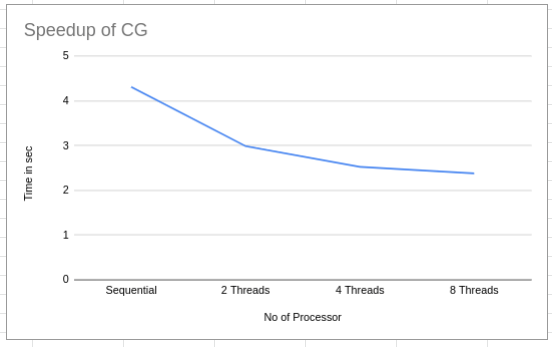 Speedup of CG
5
4
3
2
1
0
Time in sec
Sequential 2 Threads 4 Threads 8 Threads
No of Processor